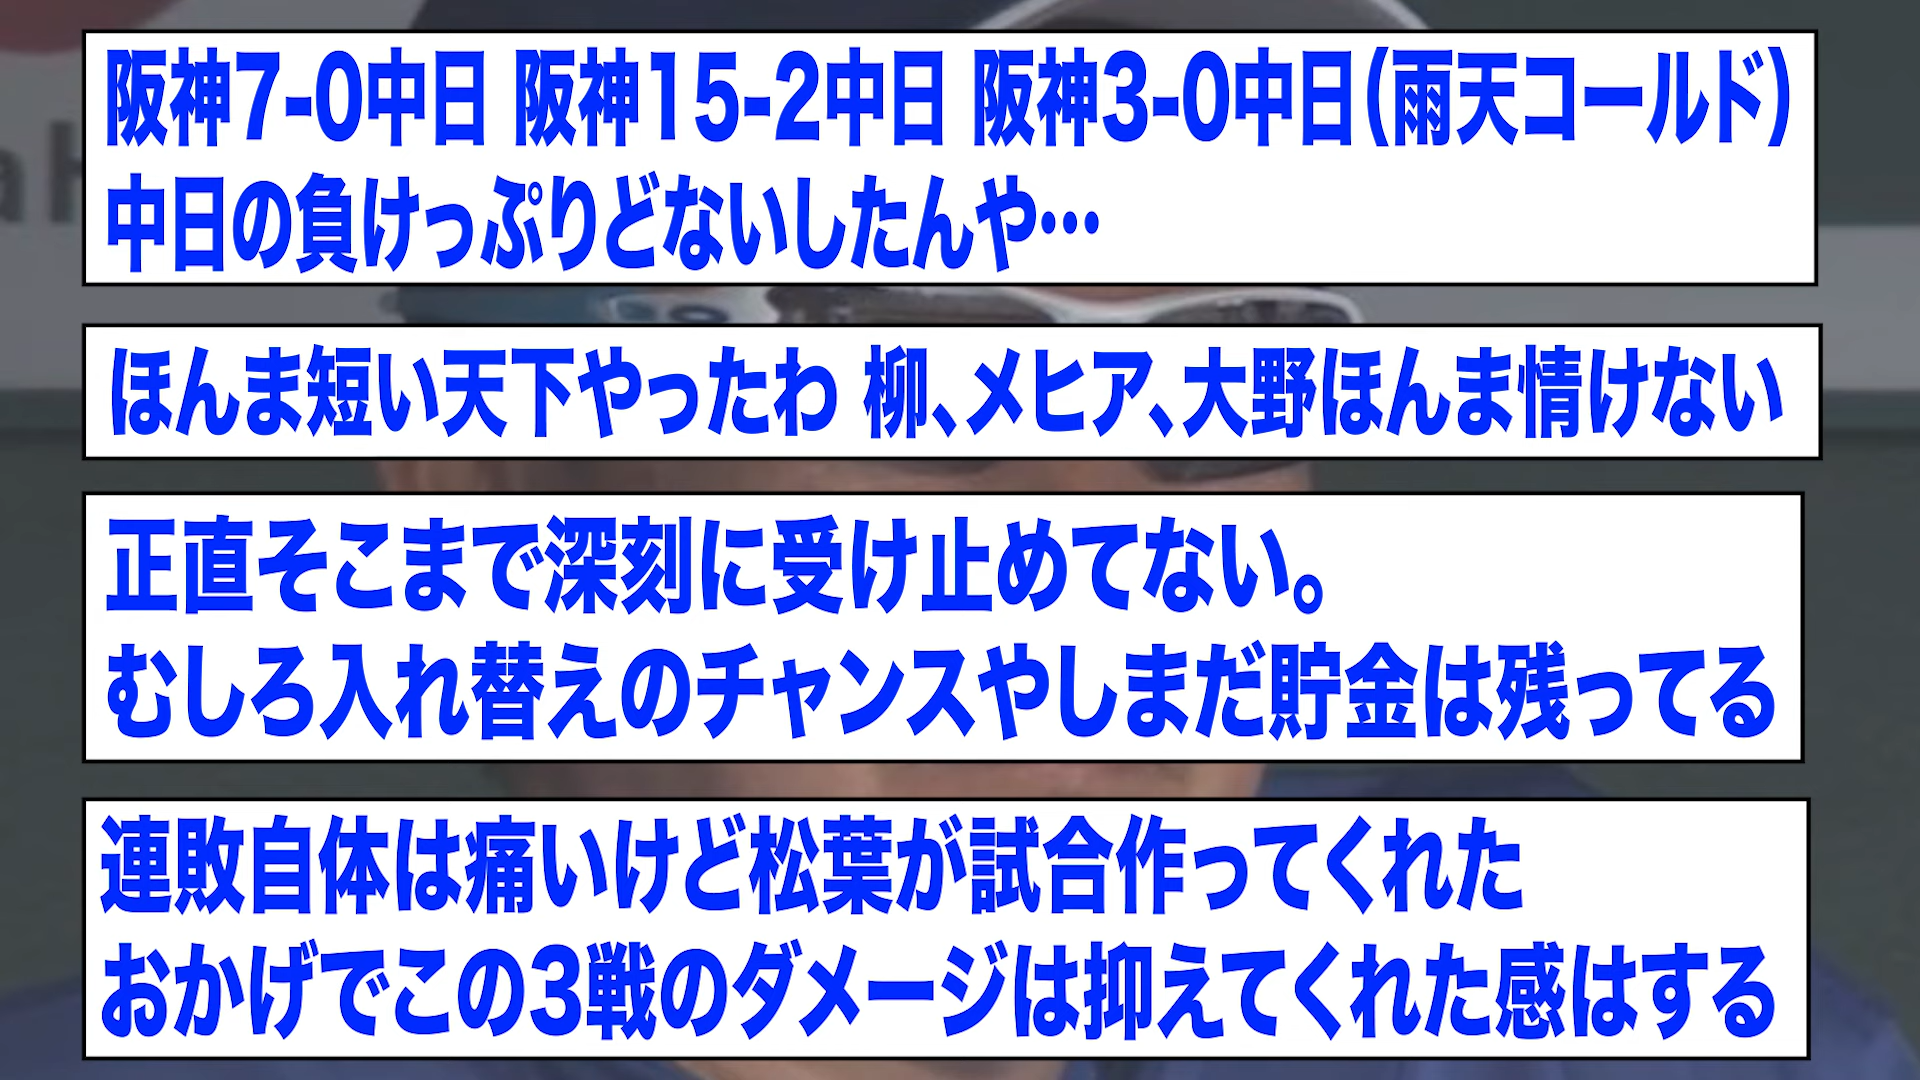 阪神7-0中日 阪神15-2中日 阪神3-0中日(雨天コールド)
中日の負けっぷりどないしたんや…
ほんま短い天下やったわ 柳、メヒア、大野ほんま情けない
正直そこまで深刻に受け止めてない。
むしろ入れ替えのチャンスやしまだ貯金は残ってる
連敗自体は痛いけど松葉が試合作ってくれた
おかげでこの3戦のダメージは抑えてくれた感はする